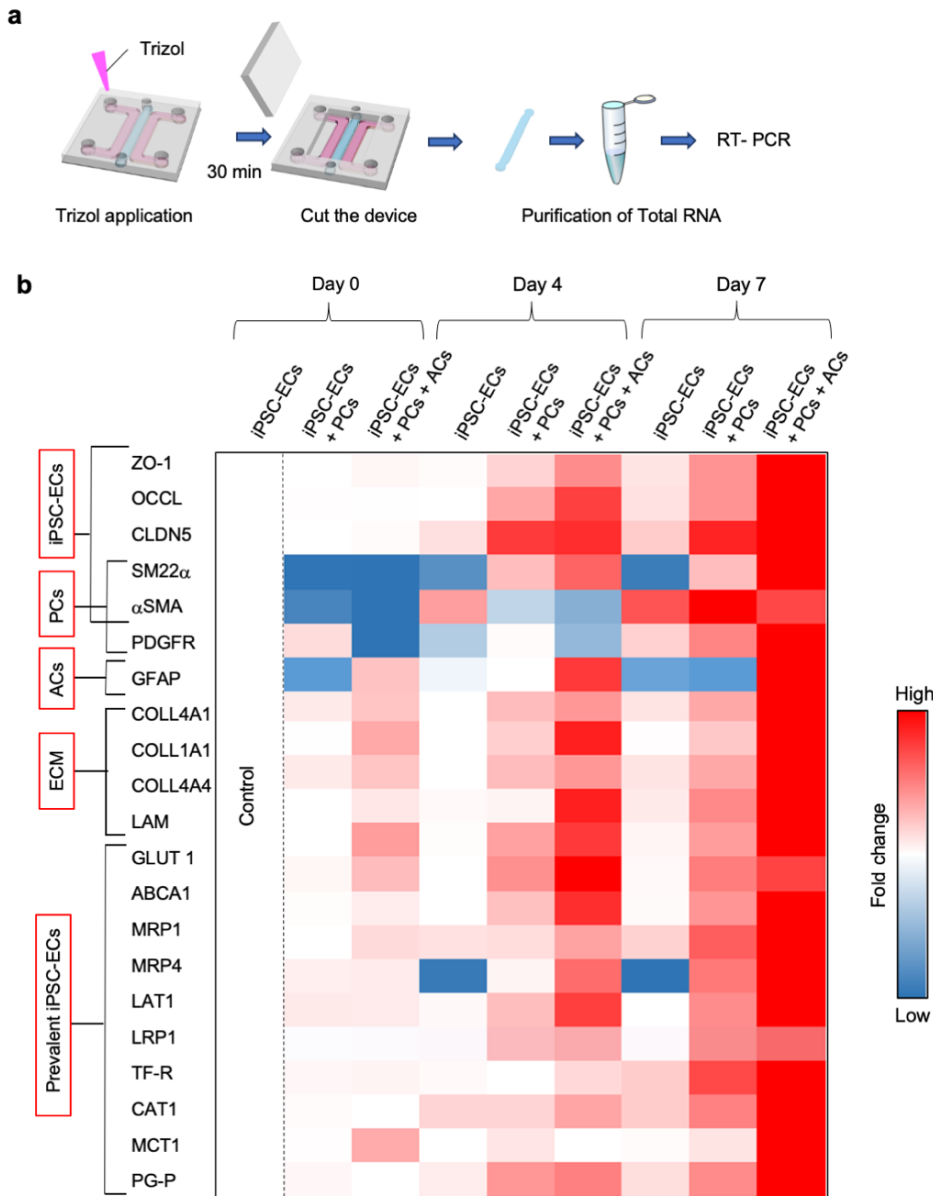 a
Trizol
30 min
RT- PCR
Trizol application
Cut the device
Purification of Total RNA
b
Day 0
Day 4
Day 7
iPSC-ECs
iPSC-ECs
+ PCs
iPSC-ECs
+ PCs + ACs
iPSC-ECs
iPSC-ECs
+ PCs
iPSC-ECs
+ PCs + ACs
iPSC-ECs
iPSC-ECs
+ PCs
iPSC-ECs
+ PCs + ACs
iPSC-ECs
PCs
ACs
ECM
Prevalent iPSC-ECs
ZO-1
OCCL
CLDN5
SM22α
αSMA
PDGFR
GFAP
COLL4A1
COLL1A1
COLL4A4
LAM
GLUT 1
ABCA1
MRP1
MRP4
LAT1
LRP1
TF-R
CAT1
MCT1
PG-P
Control
High
Fold change
Low